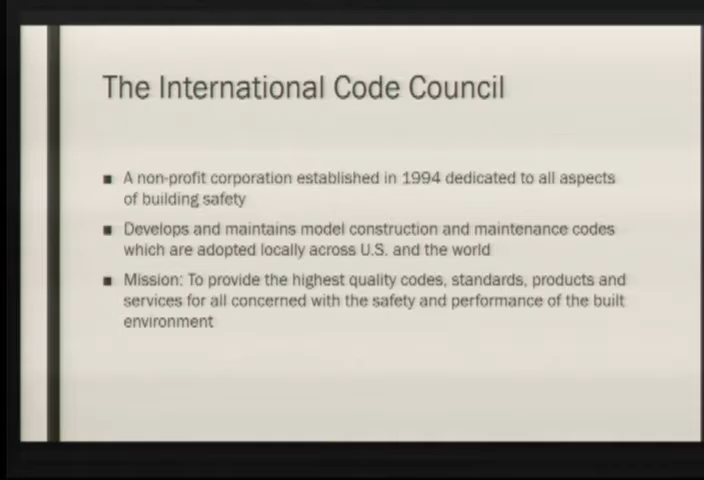 The International Code Council
■ A non-profit corporation established in 1994 dedicated to all aspects
of building safety
■ Develops and maintains model construction and maintenance codes
which are adopted locally across U.S. and the world
■ Mission: To provide the highest quality codes, standards, products and
services for all concerned with the safety and performance of the built
environment